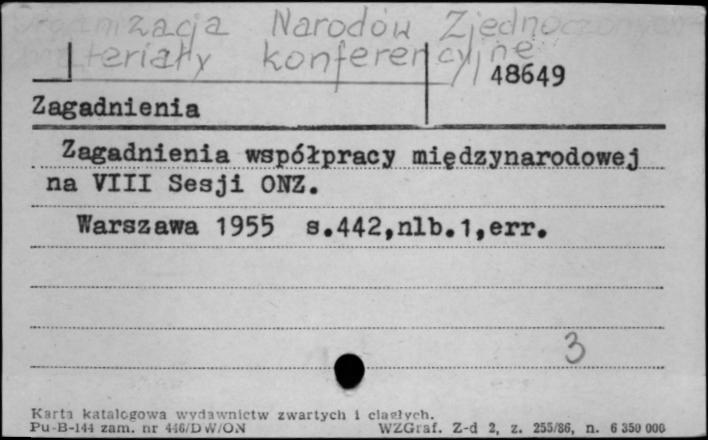 Organizacja Narodów Zjednoczonych
materiały konferencyjne
48649
Zagadnienia
Zagadnienia współpracy międzynarodowej
na VIII Sesji ONZ.
Warszawa 1955 s.442,nlb.1,err.
3
Karta katalogowa wydawnictw zwartych i ciągłych.
Pu-B-144 zam. nr 446/DW/ON WZGraf. Z-d 2, z. 255/86, n. 6 350 000